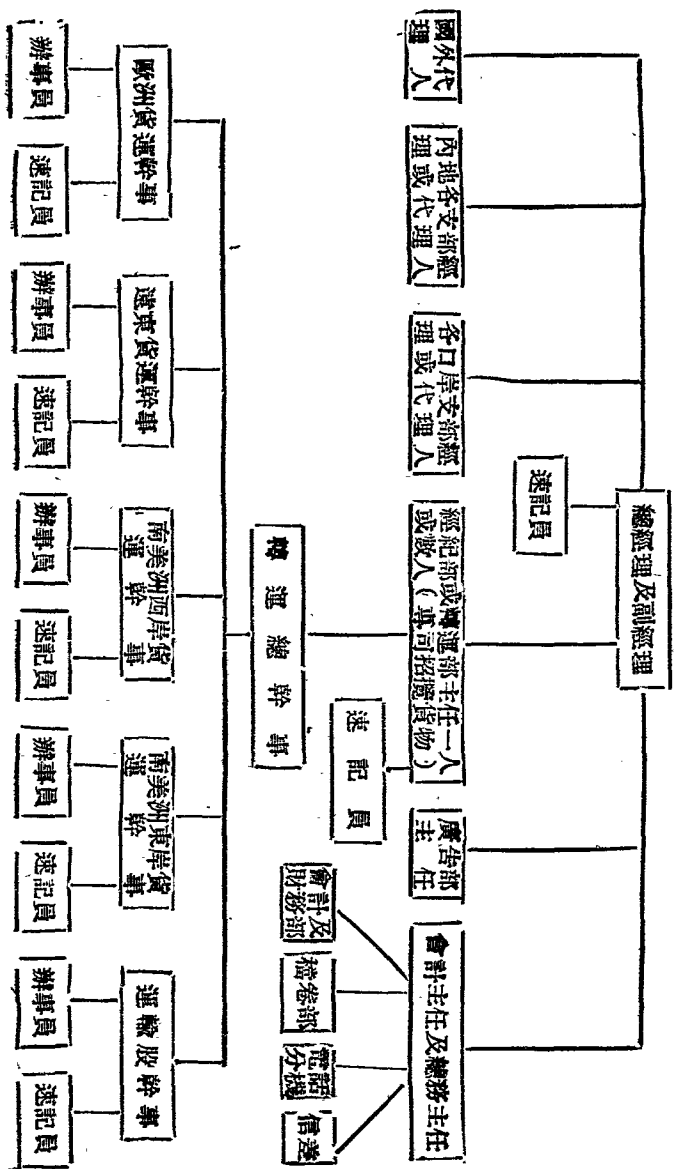 總經理及副經理
速記員
國外代
理人
內地各支部經
理或代理人
各口岸支部經
理或代理人
經紀部或轉運部主任一人
或數人（專司招攬貨物）
廣告部
主任
會計主任及總務主任
速記員
會計及
財務部
稿卷部
電話
分機
信差
轉運總幹事
歐洲貨運幹事
遠東貨運幹事
南美洲西岸貨
運幹事
南美洲東岸貨
運幹事
運輸股幹事
辦事員
速記員
辦事員
速記員
辦事員
速記員
辦事員
速記員
辦事員
速記員